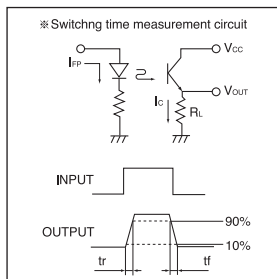 ※Switchng time measurement circuit
IFP
VCC
VOUT
IC
RL
INPUT
OUTPUT
90%
10%
tr
tf